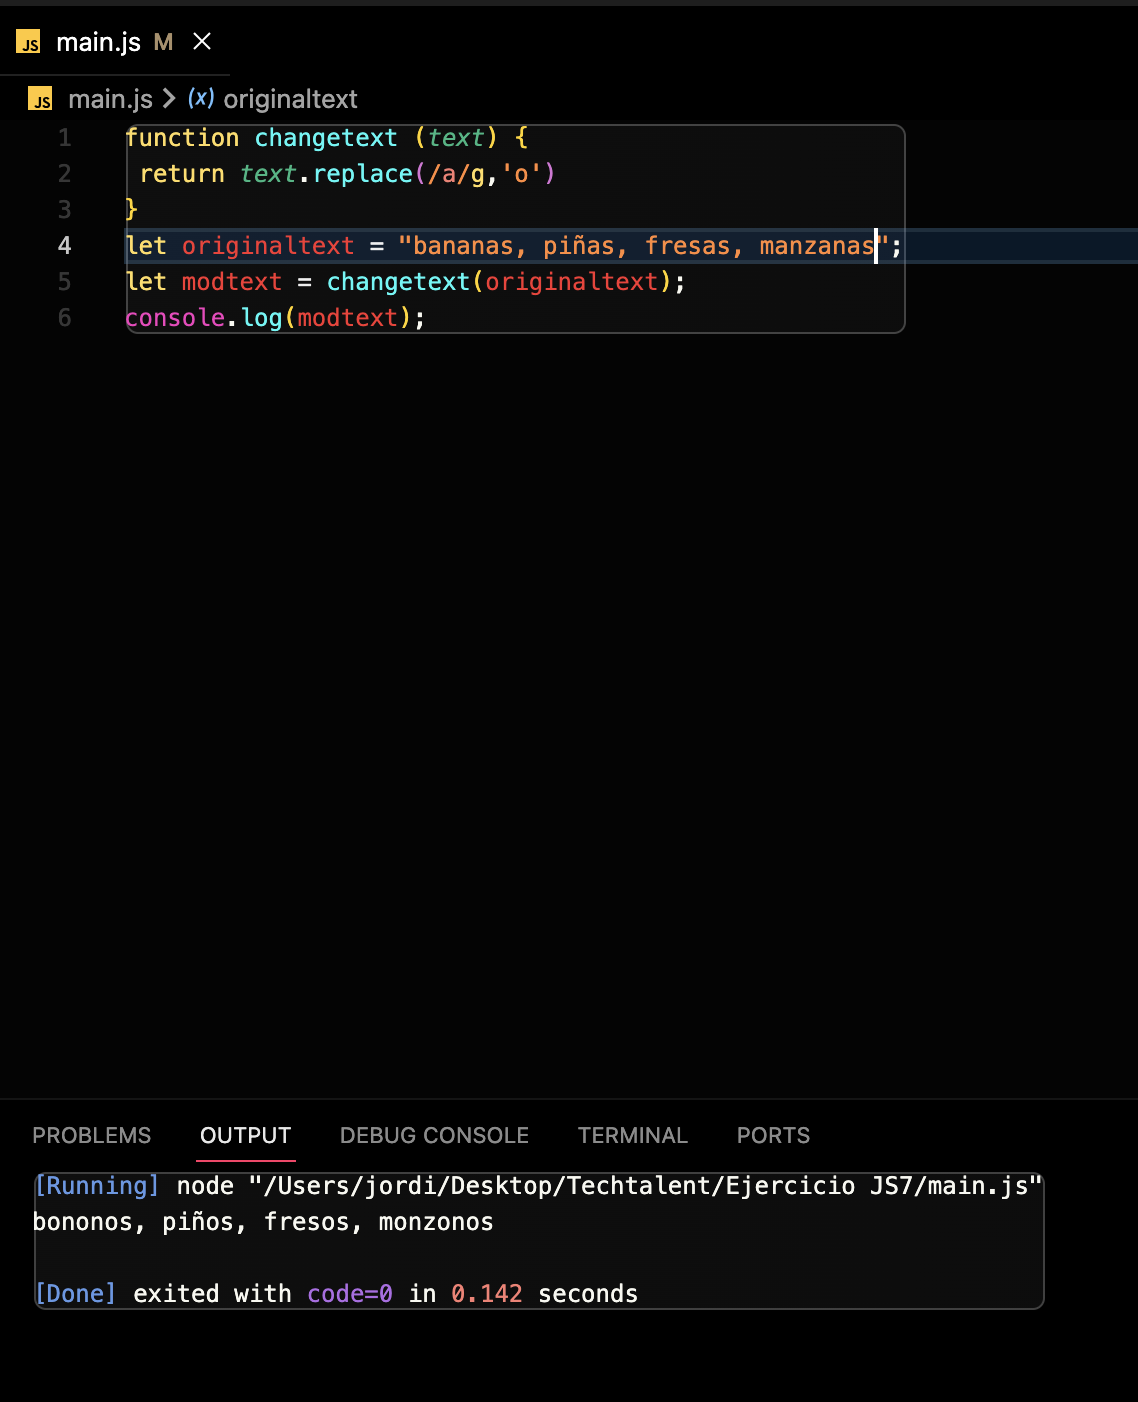 JS main.js M ×
JS main.js > (x) originaltext
1 function changetext (text) {
2  return text.replace(/a/g,'o')
3 }
4 let originaltext = "bananas, piñas, fresas, manzanas";
5 let modtext = changetext(originaltext);
6 console.log(modtext);
PROBLEMS OUTPUT DEBUG CONSOLE TERMINAL PORTS
[Running] node "/Users/jordi/Desktop/Techtalent/Ejercicio JS7/main.js"
bononos, piños, fresos, monzonos
[Done] exited with code=0 in 0.142 seconds